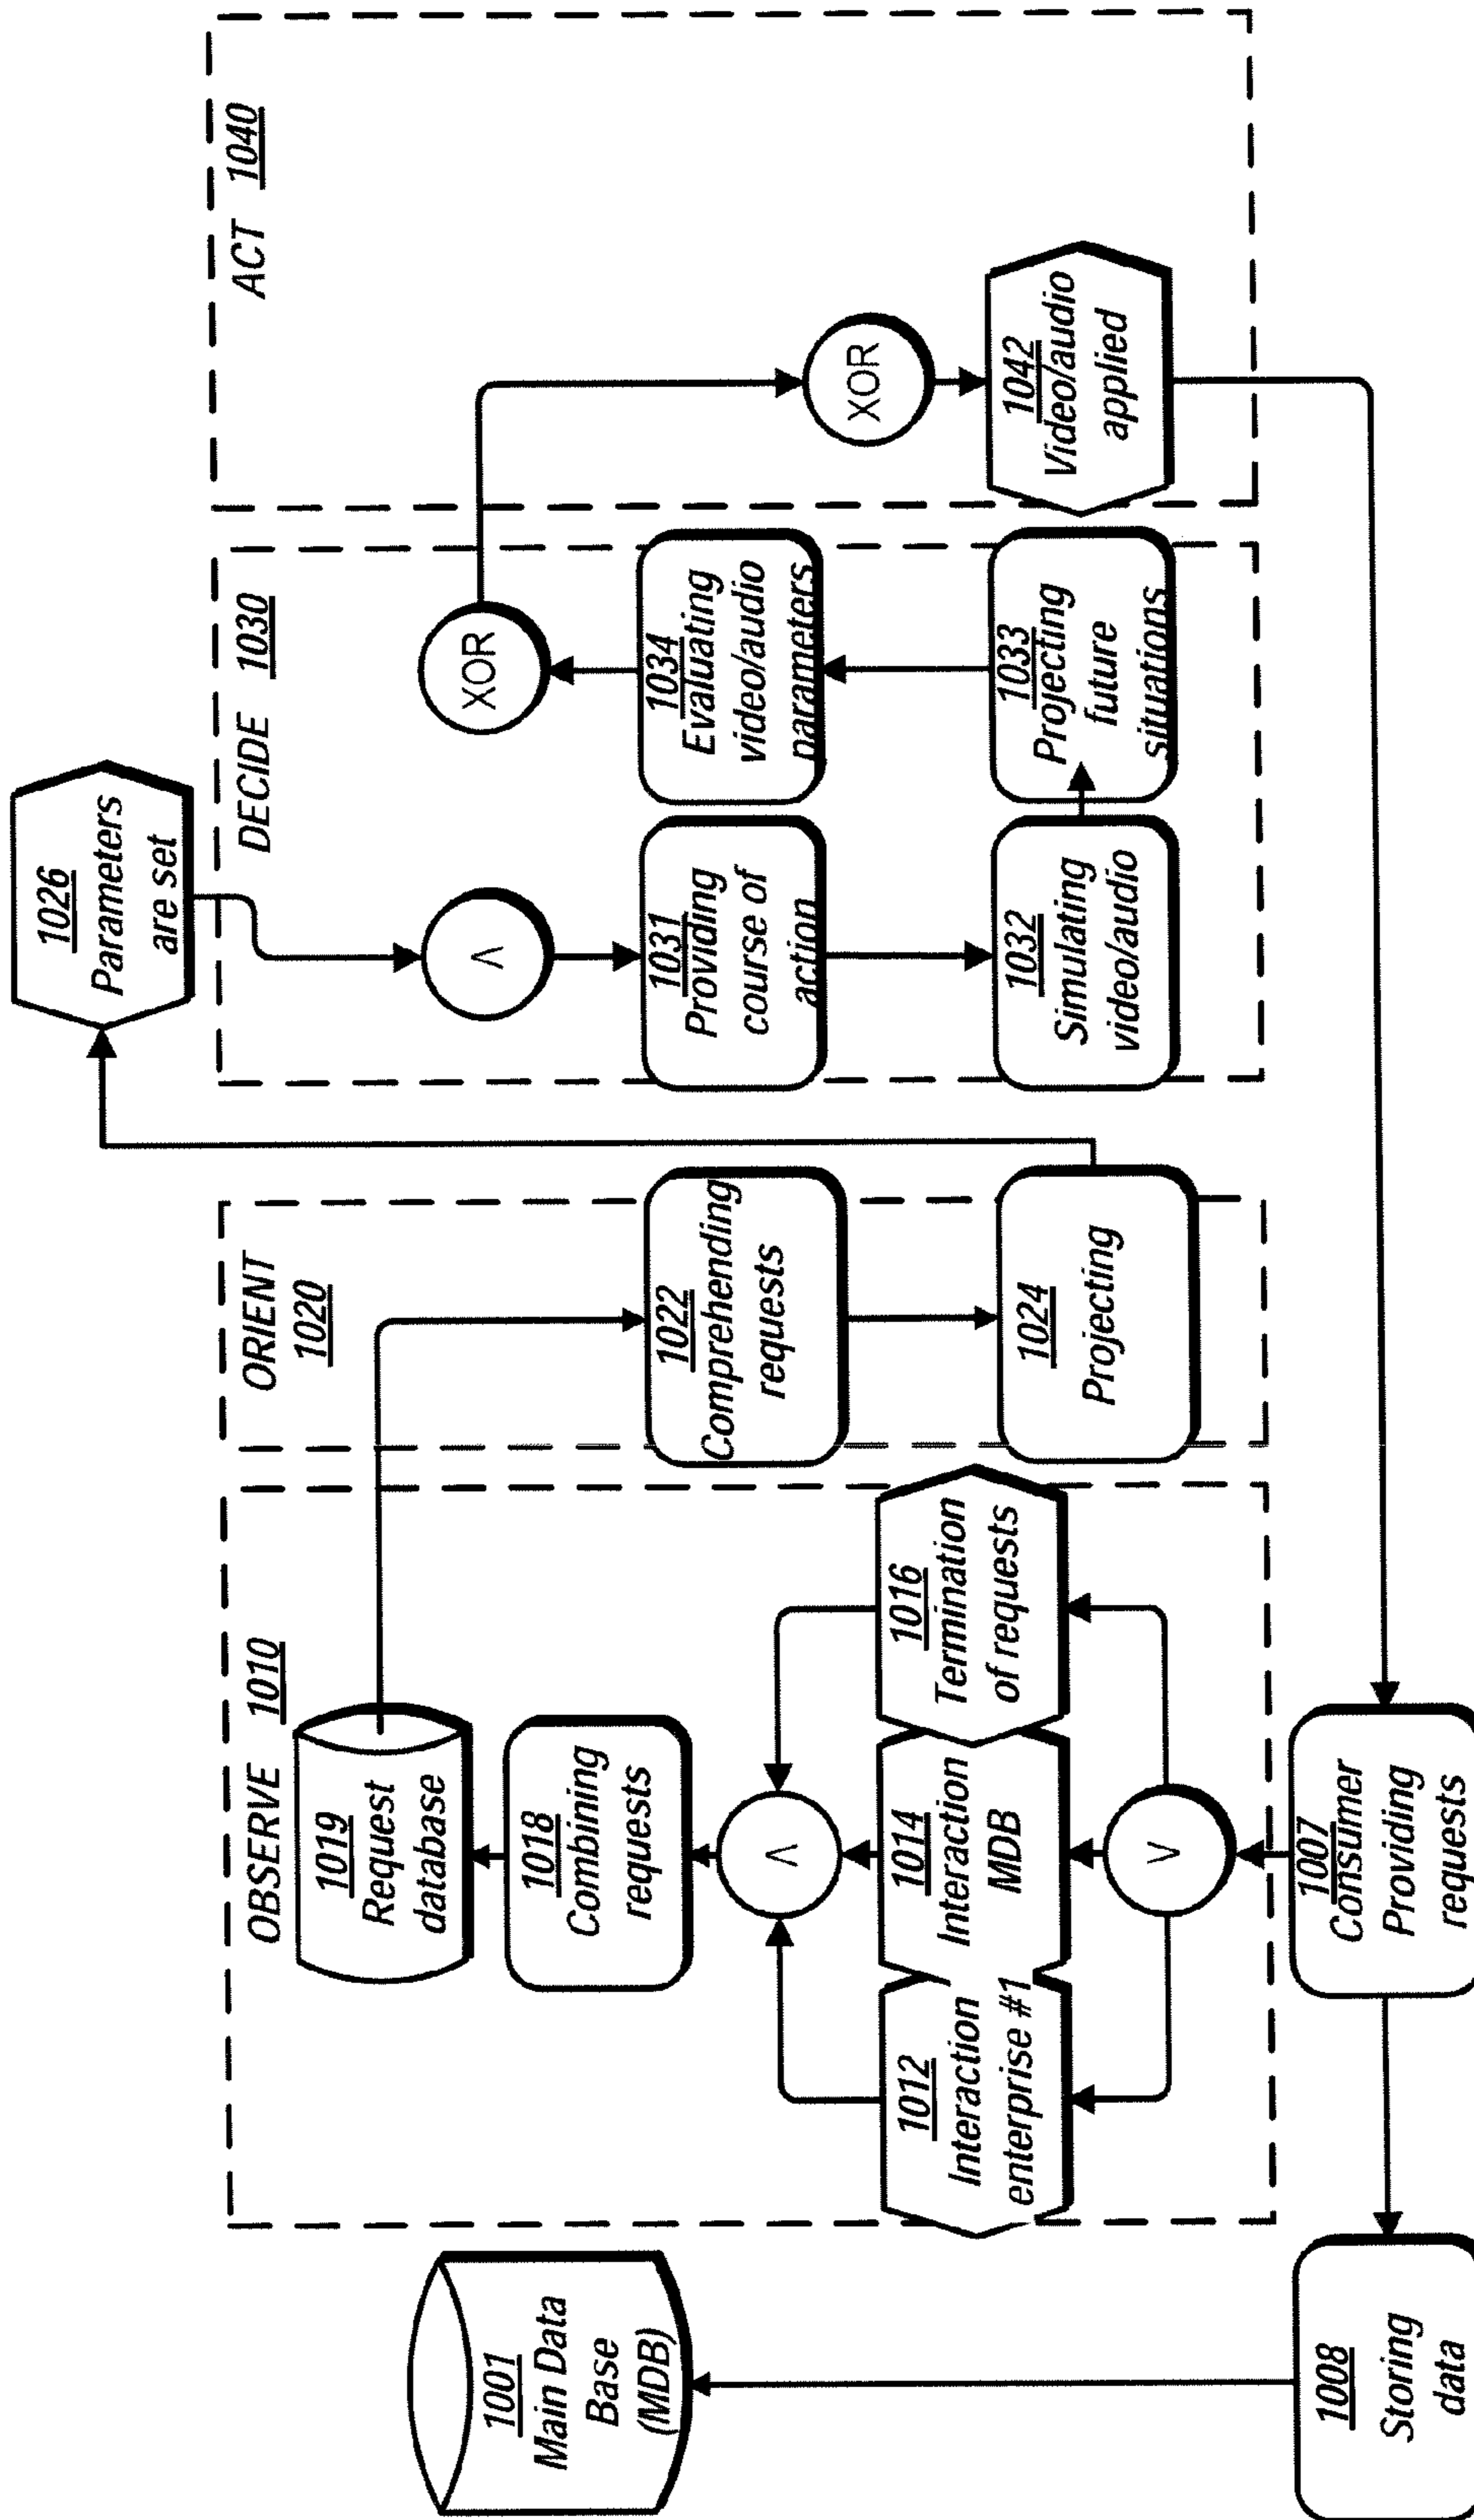 1001
Main Data
Base
(MDB)
1008
Storing
data
OBSERVE 1010
1019
Request
database
1018
Combining
requests
∧
1012
Interaction
enterprise #1
1014
Interaction
MDB
1016
Termination
of requests
∨
1007
Consumer
Providing
requests
ORIENT
1020
1022
Comprehending
requests
1024
Projecting
1026
Parameters
are set
DECIDE 1030
∧
1031
Providing
course of
action
1032
Simulating
video/audio
XOR
1034
Evaluating
video/audio
parameters
1033
Projecting
future
situations
ACT 1040
XOR
1042
Video/audio
applied